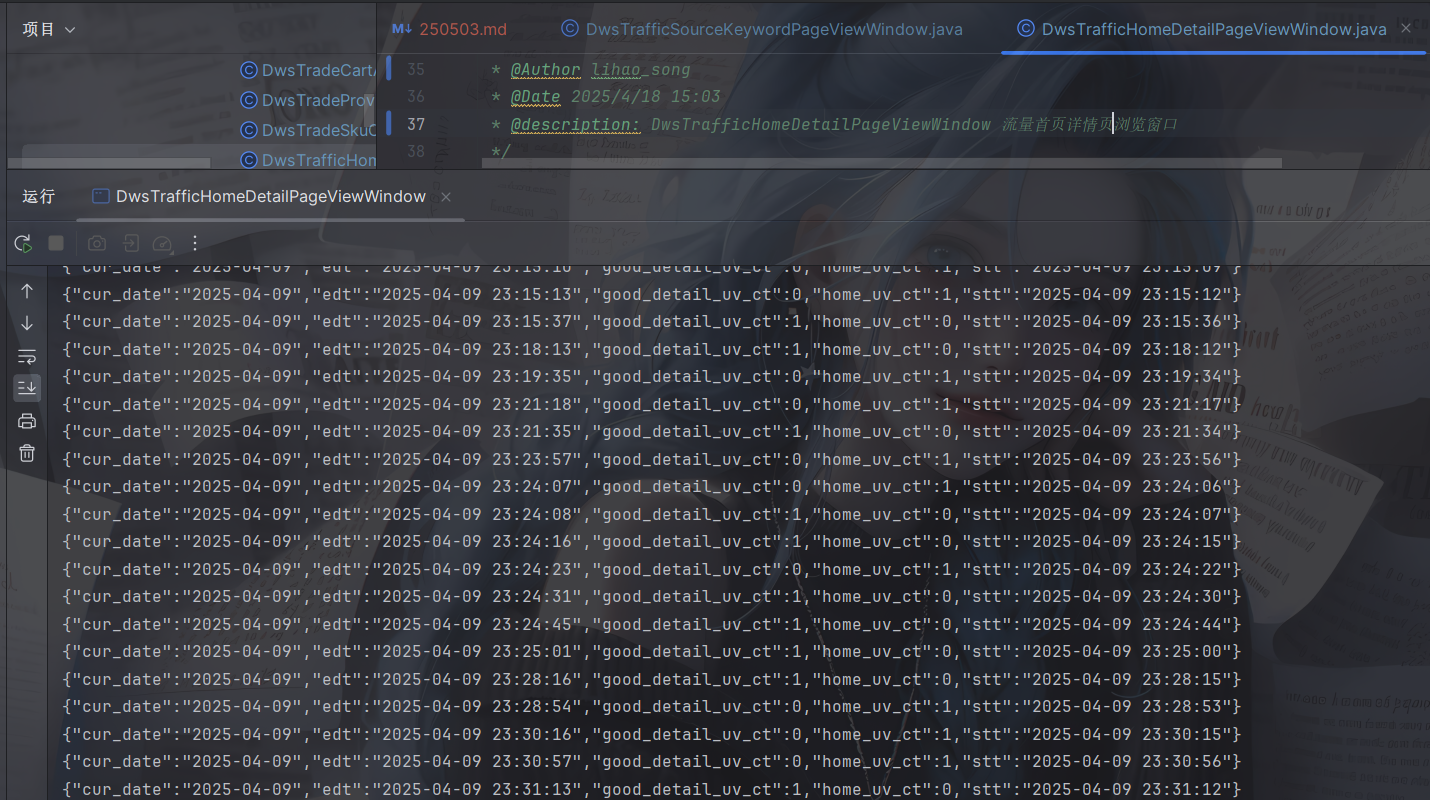 项目
250503.md
DwsTrafficSourceKeywordPageViewWindow.java
DwsTrafficHomeDetailPageViewWindow.java
DwsTradeCartA
DwsTradeProv
DwsTradeSkuO
DwsTrafficHom
35 * @Author lihao_song
36 * @Date 2025/4/18 15:03
37 * @description: DwsTrafficHomeDetailPageViewWindow 流量首页详情页浏览窗口
38 */
运行 DwsTrafficHomeDetailPageViewWindow
{"cur_date":"2025-04-09","edt":"2025-04-09 23:15:10","good_detail_uv_ct":0,"home_uv_ct":1,"stt":"2025-04-09 23:15:09"}
{"cur_date":"2025-04-09","edt":"2025-04-09 23:15:13","good_detail_uv_ct":0,"home_uv_ct":1,"stt":"2025-04-09 23:15:12"}
{"cur_date":"2025-04-09","edt":"2025-04-09 23:15:37","good_detail_uv_ct":1,"home_uv_ct":0,"stt":"2025-04-09 23:15:36"}
{"cur_date":"2025-04-09","edt":"2025-04-09 23:18:13","good_detail_uv_ct":1,"home_uv_ct":0,"stt":"2025-04-09 23:18:12"}
{"cur_date":"2025-04-09","edt":"2025-04-09 23:19:35","good_detail_uv_ct":0,"home_uv_ct":1,"stt":"2025-04-09 23:19:34"}
{"cur_date":"2025-04-09","edt":"2025-04-09 23:21:18","good_detail_uv_ct":0,"home_uv_ct":1,"stt":"2025-04-09 23:21:17"}
{"cur_date":"2025-04-09","edt":"2025-04-09 23:21:35","good_detail_uv_ct":1,"home_uv_ct":0,"stt":"2025-04-09 23:21:34"}
{"cur_date":"2025-04-09","edt":"2025-04-09 23:23:57","good_detail_uv_ct":0,"home_uv_ct":1,"stt":"2025-04-09 23:23:56"}
{"cur_date":"2025-04-09","edt":"2025-04-09 23:24:07","good_detail_uv_ct":0,"home_uv_ct":1,"stt":"2025-04-09 23:24:06"}
{"cur_date":"2025-04-09","edt":"2025-04-09 23:24:08","good_detail_uv_ct":1,"home_uv_ct":0,"stt":"2025-04-09 23:24:07"}
{"cur_date":"2025-04-09","edt":"2025-04-09 23:24:16","good_detail_uv_ct":1,"home_uv_ct":0,"stt":"2025-04-09 23:24:15"}
{"cur_date":"2025-04-09","edt":"2025-04-09 23:24:23","good_detail_uv_ct":0,"home_uv_ct":1,"stt":"2025-04-09 23:24:22"}
{"cur_date":"2025-04-09","edt":"2025-04-09 23:24:31","good_detail_uv_ct":1,"home_uv_ct":0,"stt":"2025-04-09 23:24:30"}
{"cur_date":"2025-04-09","edt":"2025-04-09 23:24:45","good_detail_uv_ct":1,"home_uv_ct":0,"stt":"2025-04-09 23:24:44"}
{"cur_date":"2025-04-09","edt":"2025-04-09 23:25:01","good_detail_uv_ct":1,"home_uv_ct":0,"stt":"2025-04-09 23:25:00"}
{"cur_date":"2025-04-09","edt":"2025-04-09 23:28:16","good_detail_uv_ct":1,"home_uv_ct":0,"stt":"2025-04-09 23:28:15"}
{"cur_date":"2025-04-09","edt":"2025-04-09 23:28:54","good_detail_uv_ct":0,"home_uv_ct":1,"stt":"2025-04-09 23:28:53"}
{"cur_date":"2025-04-09","edt":"2025-04-09 23:30:16","good_detail_uv_ct":0,"home_uv_ct":1,"stt":"2025-04-09 23:30:15"}
{"cur_date":"2025-04-09","edt":"2025-04-09 23:30:57","good_detail_uv_ct":0,"home_uv_ct":1,"stt":"2025-04-09 23:30:56"}
{"cur_date":"2025-04-09","edt":"2025-04-09 23:31:13","good_detail_uv_ct":1,"home_uv_ct":0,"stt":"2025-04-09 23:31:12"}